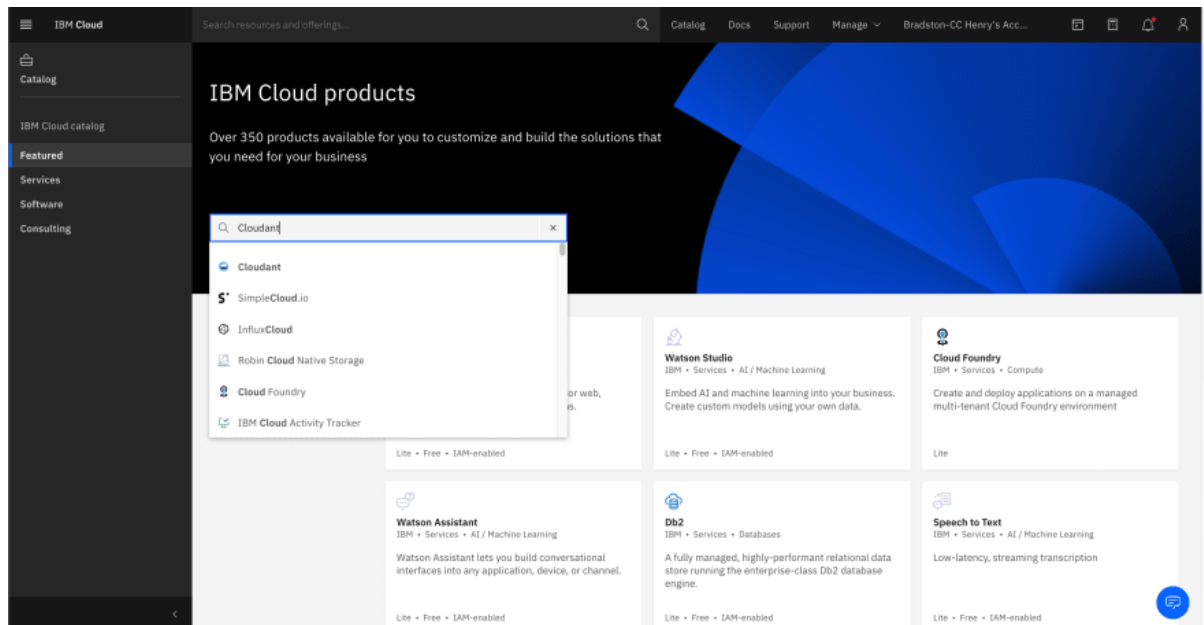 IBM Cloud
Search resources and offerings...
Catalog
Docs
Support
Manage
Bradston-CC Henry's Acc...
Catalog
IBM Cloud catalog
Featured
Services
Software
Consulting
IBM Cloud products
Over 350 products available for you to customize and build the solutions that
you need for your business
Cloudant
Cloudant
SimpleCloud.io
InfluxCloud
Robin Cloud Native Storage
Cloud Foundry
IBM Cloud Activity Tracker
or web,
s.
Lite • Free • IAM-enabled
Watson Studio
IBM • Services • AI / Machine Learning
Embed AI and machine learning into your business.
Create custom models using your own data.
Lite • Free • IAM-enabled
Cloud Foundry
IBM • Services • Compute
Create and deploy applications on a managed
multi-tenant Cloud Foundry environment
Lite
Watson Assistant
IBM • Services • AI / Machine Learning
Watson Assistant lets you build conversational
interfaces into any application, device, or channel.
Lite • Free • IAM-enabled
Db2
IBM • Services • Databases
A fully managed, highly-performant relational data
store running the enterprise-class Db2 database
engine.
Lite • Free • IAM-enabled
Speech to Text
IBM • Services • AI / Machine Learning
Low-latency, streaming transcription
Lite • Free • IAM-enabled